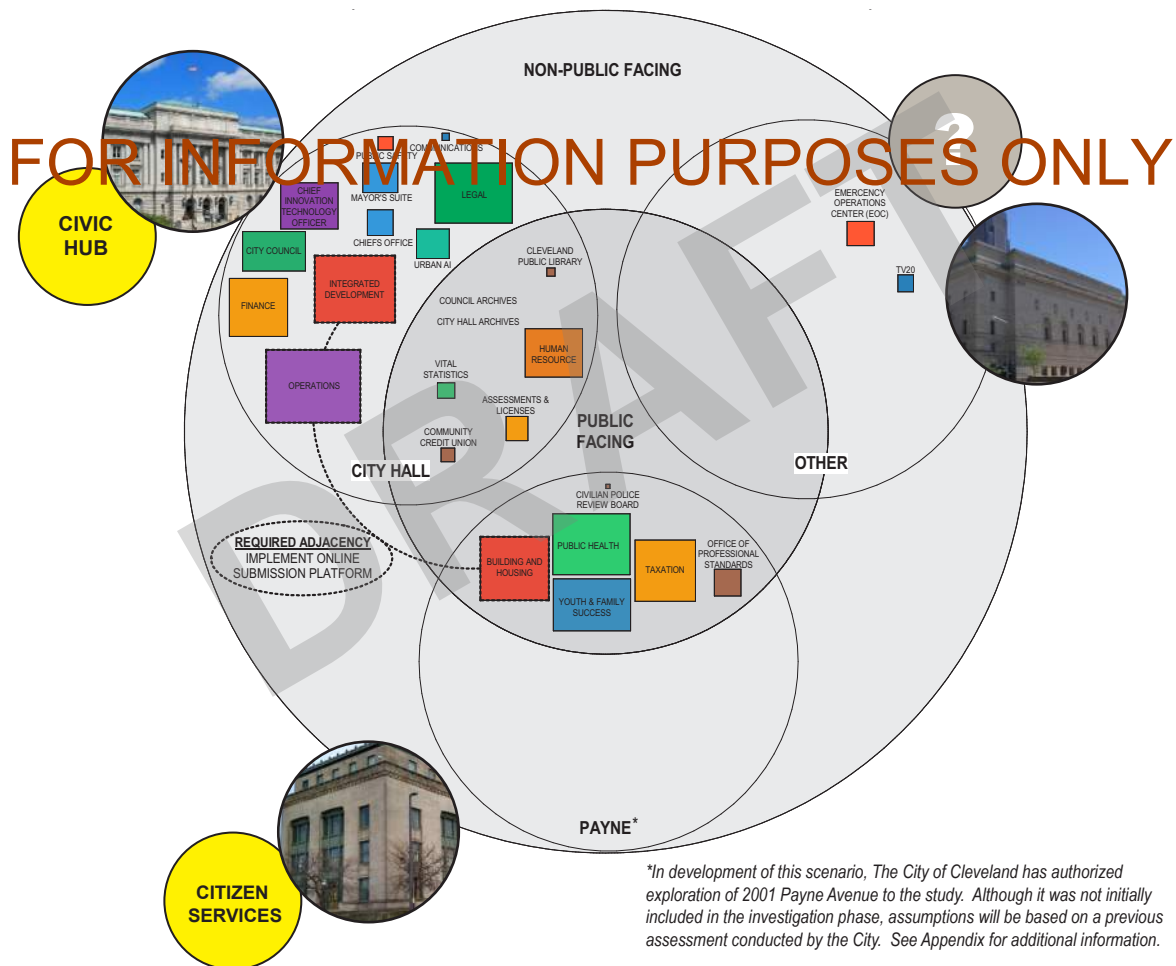 NON-PUBLIC FACING
?
FOR INFORMATION PURPOSES ONLY
DRAFT
CIVIC
HUB
PUBLIC SAFETY
COMMUNICATIONS
CHIEF
INNOVATION
TECHNOLOGY
OFFICER
MAYOR'S SUITE
LEGAL
CHIEFS OFFICE
CITY COUNCIL
URBAN AI
INTEGRATED
DEVELOPMENT
FINANCE
OPERATIONS
CLEVELAND
PUBLIC LIBRARY
COUNCIL ARCHIVES
CITY HALL ARCHIVES
HUMAN
RESOURCE
VITAL
STATISTICS
ASSESSMENTS &
LICENSES
COMMUNITY
CREDIT UNION
PUBLIC
FACING
CITY HALL
OTHER
EMERGENCY
OPERATIONS
CENTER (EOC)
TV20
CIVILIAN POLICE
REVIEW BOARD
REQUIRED ADJACENCY
IMPLEMENT ONLINE
SUBMISSION PLATFORM
BUILDING AND
HOUSING
PUBLIC HEALTH
TAXATION
OFFICE OF
PROFESSIONAL
STANDARDS
YOUTH & FAMILY
SUCCESS
PAYNE*
CITIZEN
SERVICES
*In development of this scenario, The City of Cleveland has authorized
exploration of 2001 Payne Avenue to the study.  Although it was not initially
included in the investigation phase, assumptions will be based on a previous
assessment conducted by the City.  See Appendix for additional information.